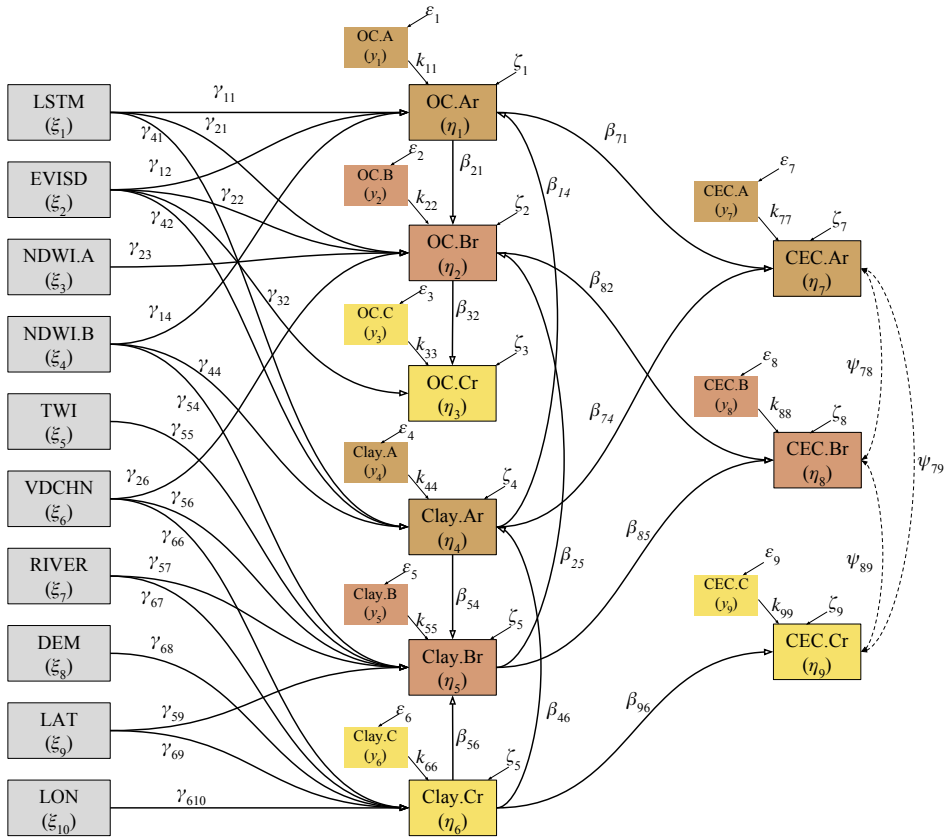 LSTM
(ξ1)
EVISD
(ξ2)
NDWI.A
(ξ3)
NDWI.B
(ξ4)
TWI
(ξ5)
VDCHN
(ξ6)
RIVER
(ξ7)
DEM
(ξ8)
LAT
(ξ9)
LON
(ξ10)
γ11
γ21
γ41
γ12
γ22
γ42
γ23
γ32
γ14
γ44
γ54
γ55
γ26
γ56
γ66
γ57
γ67
γ68
γ59
γ69
γ610
OC.A
(y1)
ε1
k11
ζ1
OC.Ar
(η1)
β21
OC.B
(y2)
ε2
k22
ζ2
OC.Br
(η2)
β32
OC.C
(y3)
ε3
k33
ζ3
OC.Cr
(η3)
Clay.A
(y4)
ε4
k44
ζ4
Clay.Ar
(η4)
β54
Clay.B
(y5)
ε5
k55
ζ5
Clay.Br
(η5)
β56
Clay.C
(y6)
ε6
k66
ζ5
Clay.Cr
(η6)
β71
β14
β82
β74
β25
β85
β46
β96
CEC.A
(y7)
ε7
k77
ζ7
CEC.Ar
(η7)
CEC.B
(y8)
ε8
k88
ζ8
CEC.Br
(η8)
CEC.C
(y9)
ε9
k99
ζ9
CEC.Cr
(η9)
ψ78
ψ79
ψ89